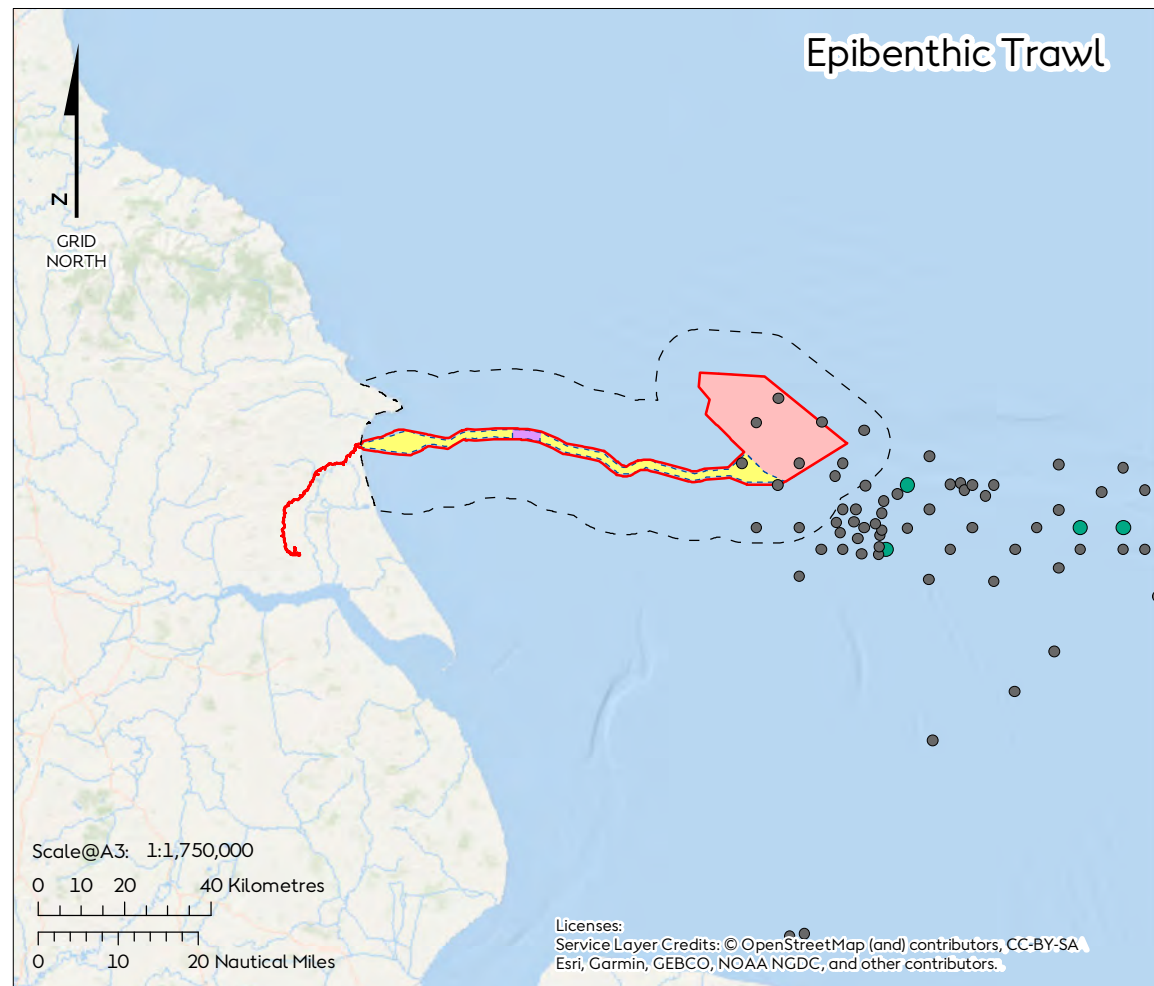 Epibenthic Trawl
N
GRID
NORTH
Scale@A3: 1:1,750,000
0 10 20 40 Kilometres
0 10 20 Nautical Miles
Licenses:
Service Layer Credits: © OpenStreetMap (and) contributors, CC-BY-SA
Esri, Garmin, GEBCO, NOAA NGDC, and other contributors.